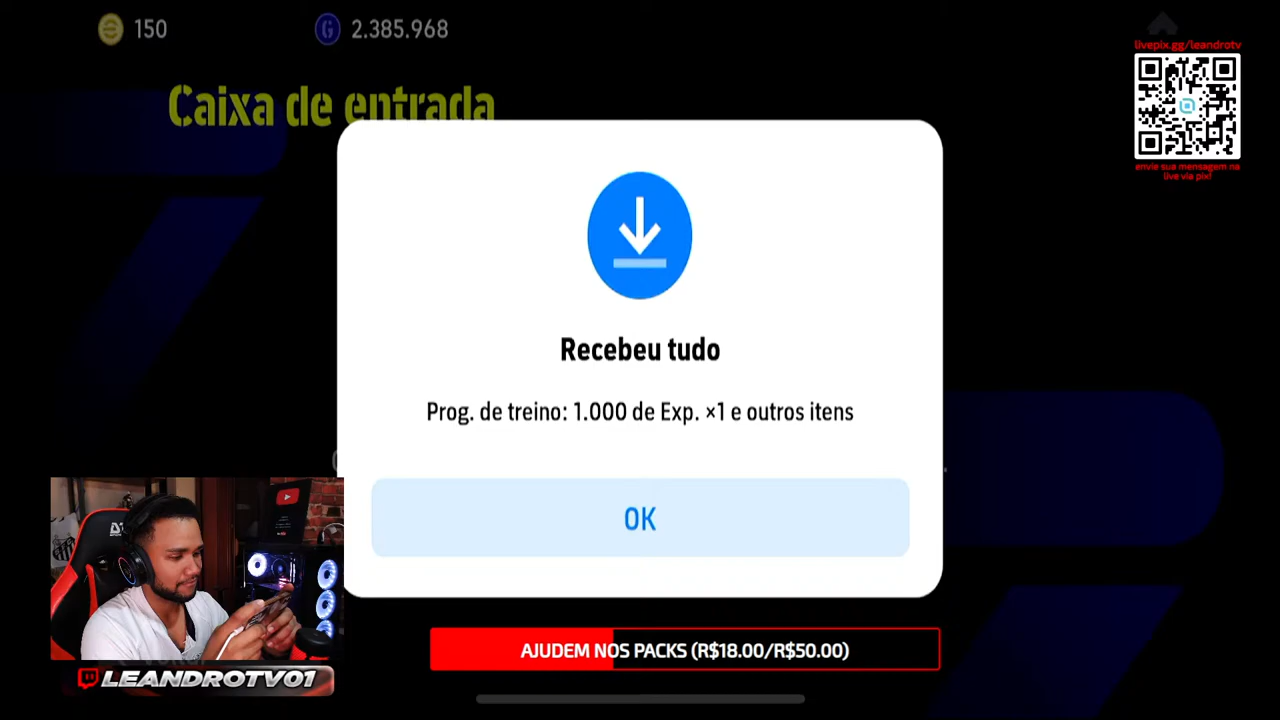 150
2.385.968
livepix.gg/leandrotv
Caixa de entrada
envie sua mensagem na
live via pix!
Recebeu tudo
Prog. de treino: 1.000 de Exp. ×1 e outros itens
OK
AJUDEM NOS PACKS (R$18.00/R$50.00)
LEANDROTV01